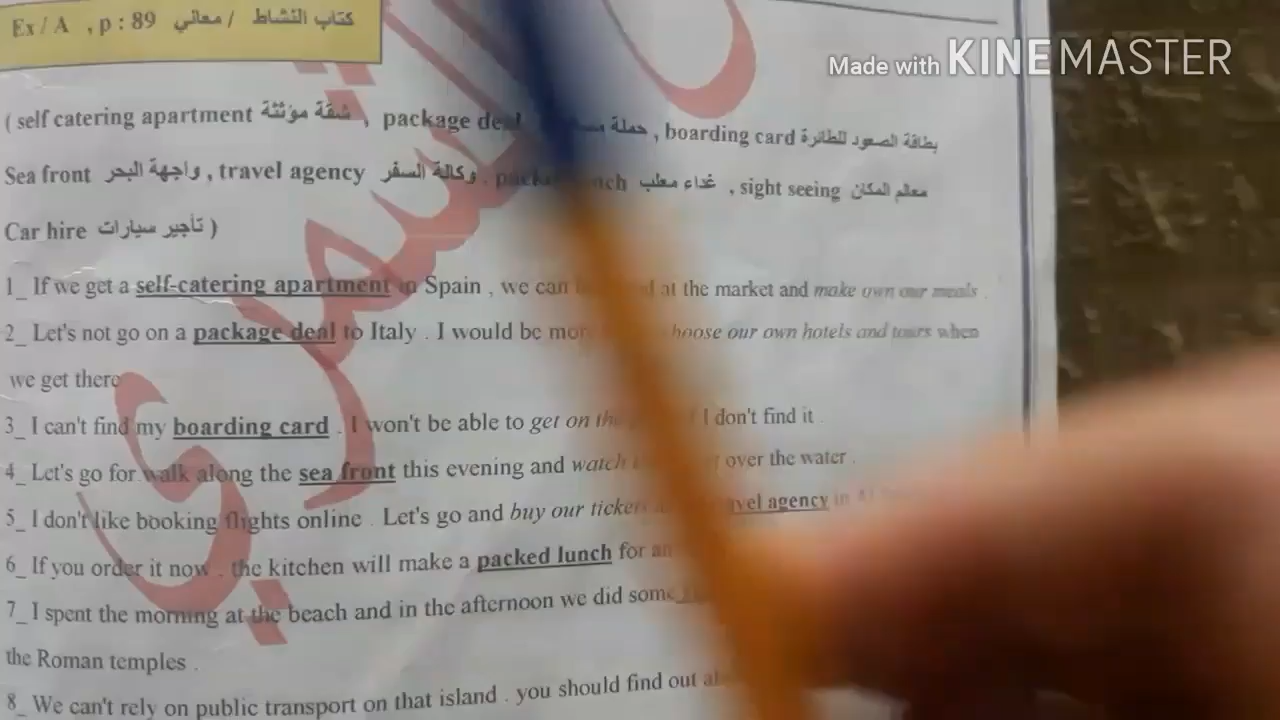 Ex / A , p : 89 كتاب النشاط / معاني
Made with KINEMASTER
( self catering apartment شقة مؤثثة , package deal حملة , boarding card بطاقة الصعود للطائرة
Sea front واجهة البحر , travel agency وكالة السفر , غداء معلب , sight seeing معالم المكان
Car hire تأجير سيارات )
1_ If we get a self-catering apartment in Spain , we can at the market and make own our meals .
2_ Let's not go on a package deal to Italy . I would be choose our own hotels and tours when
we get there
3_ I can't find my boarding card . I won't be able to get on I don't find it .
4_ Let's go for walk along the sea front this evening and watch over the water .
5_ I don't like booking flights online . Let's go and buy our travel agency in
6_ If you order it now , the kitchen will make a packed lunch for
7_ I spent the morning at the beach and in the afternoon we did some
the Roman temples .
8_ We can't rely on public transport on that island . you should find out